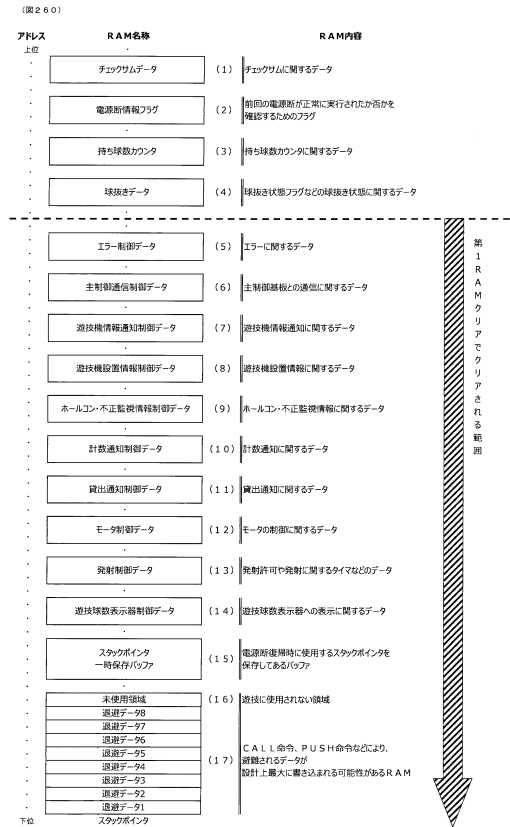 （図２６０）
アドレス　ＲＡＭ名称　ＲＡＭ内容
上位
チェックサムデータ （１） チェックサムに関するデータ
電源断情報フラグ （２） 前回の電源断が正常に実行されたか否かを
確認するためのフラグ
持ち球数カウンタ （３） 持ち球数カウンタに関するデータ
球抜きデータ （４） 球抜き状態フラグなどの球抜き状態に関するデータ
エラー制御データ （５） エラーに関するデータ
主制御通信制御データ （６） 主制御基板との通信に関するデータ
遊技機情報通知制御データ （７） 遊技機情報通知に関するデータ
遊技機設置情報制御データ （８） 遊技機設置情報に関するデータ
ホールコン・不正監視情報制御データ （９） ホールコン・不正監視情報に関するデータ
計数通知制御データ （１０） 計数通知に関するデータ
貸出通知制御データ （１１） 貸出通知に関するデータ
モータ制御データ （１２） モータの制御に関するデータ
発射制御データ （１３） 発射許可や発射に関するタイマなどのデータ
遊技球数表示器制御データ （１４） 遊技球数表示器への表示に関するデータ
スタックポインタ
一時保存バッファ
（１５）
電源断復帰時に使用するスタックポインタを
保存してあるバッファ
未使用領域 （１６） 遊技に使用されない領域
退避データ8
退避データ7
退避データ6
退避データ5
退避データ4
退避データ3
退避データ2
退避データ1
（１７）
ＣＡＬＬ命令、ＰＵＳＨ命令などにより、
避難されるデータが
設計上最大に書き込まれる可能性があるＲＡＭ
下位 スタックポインタ
第１ＲＡＭクリアでクリアされる範囲